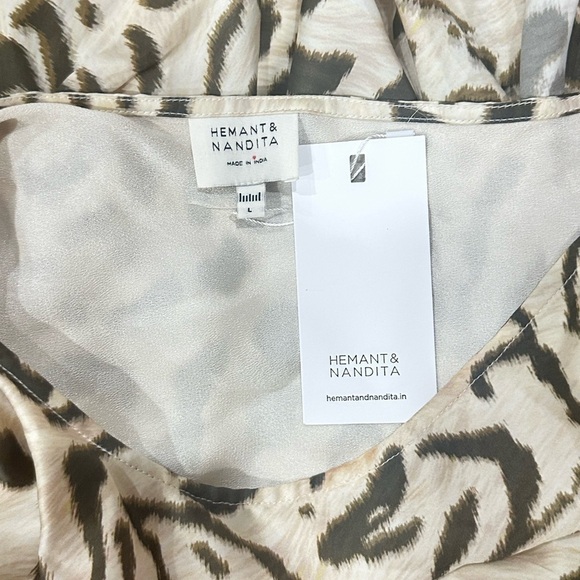 HEMANT &
NANDITA
MADE IN INDIA
L
HEMANT &
NANDITA
hemantandnandita.in